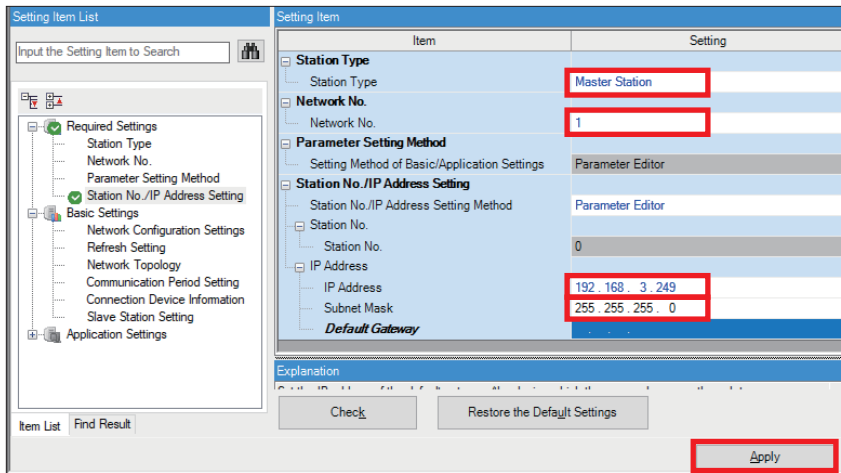 Setting Item List
Input the Setting Item to Search
Required Settings
Station Type
Network No.
Parameter Setting Method
Station No./IP Address Setting
Basic Settings
Network Configuration Settings
Refresh Setting
Network Topology
Communication Period Setting
Connection Device Information
Slave Station Setting
Application Settings
Item List Find Result
Setting Item
Item Setting
Station Type
Station Type Master Station
Network No.
Network No. 1
Parameter Setting Method
Setting Method of Basic/Application Settings Parameter Editor
Station No./IP Address Setting
Station No./IP Address Setting Method Parameter Editor
Station No.
Station No. 0
IP Address
IP Address 192 . 168 . 3 . 249
Subnet Mask 255 . 255 . 255 . 0
Default Gateway . . .
Explanation
Check Restore the Default Settings
Apply